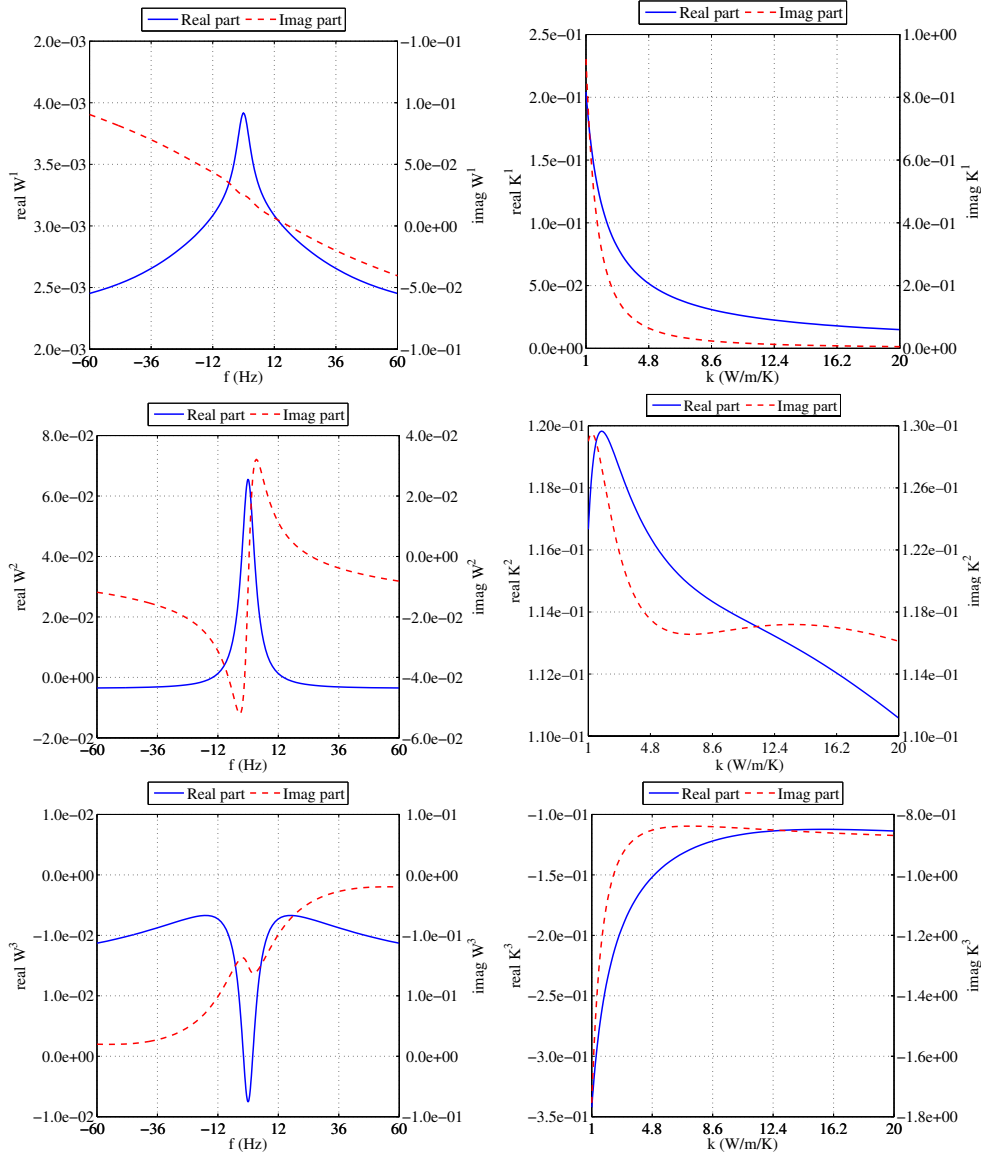 Real part Imag part
2.0e−03
4.0e−03
3.5e−03
3.0e−03
2.5e−03
2.0e−03
real W1
−1.0e−01
1.0e−01
5.0e−02
0.0e+00
−5.0e−02
−1.0e−01
imag W1
−60 −36 −12 12 36 60
f (Hz)
Real part Imag part
2.5e−01
2.0e−01
1.5e−01
1.0e−01
5.0e−02
0.0e+00
real K1
1.0e+00
8.0e−01
6.0e−01
4.0e−01
2.0e−01
0.0e+00
imag K1
1 4.8 8.6 12.4 16.2 20
k (W/m/K)
Real part Imag part
8.0e−02
6.0e−02
4.0e−02
2.0e−02
0.0e+00
−2.0e−02
real W2
4.0e−02
2.0e−02
0.0e+00
−2.0e−02
−4.0e−02
−6.0e−02
imag W2
−60 −36 −12 12 36 60
f (Hz)
Real part Imag part
1.20e−01
1.18e−01
1.16e−01
1.14e−01
1.12e−01
1.10e−01
real K2
1.30e−01
1.26e−01
1.22e−01
1.18e−01
1.14e−01
1.10e−01
imag K2
1 4.8 8.6 12.4 16.2 20
k (W/m/K)
Real part Imag part
1.0e−02
0.0e+00
−1.0e−02
1.0e−02
0.0e+00
−1.0e−02
real W3
1.0e−01
0.0e+00
−1.0e−01
1.0e−01
0.0e+00
−1.0e−01
imag W3
−60 −36 −12 12 36 60
f (Hz)
Real part Imag part
−1.0e−01
−1.5e−01
−2.0e−01
−2.5e−01
−3.0e−01
−3.5e−01
real K3
−8.0e−01
−1.0e+00
−1.2e+00
−1.4e+00
−1.6e+00
−1.8e+00
imag K3
1 4.8 8.6 12.4 16.2 20
k (W/m/K)